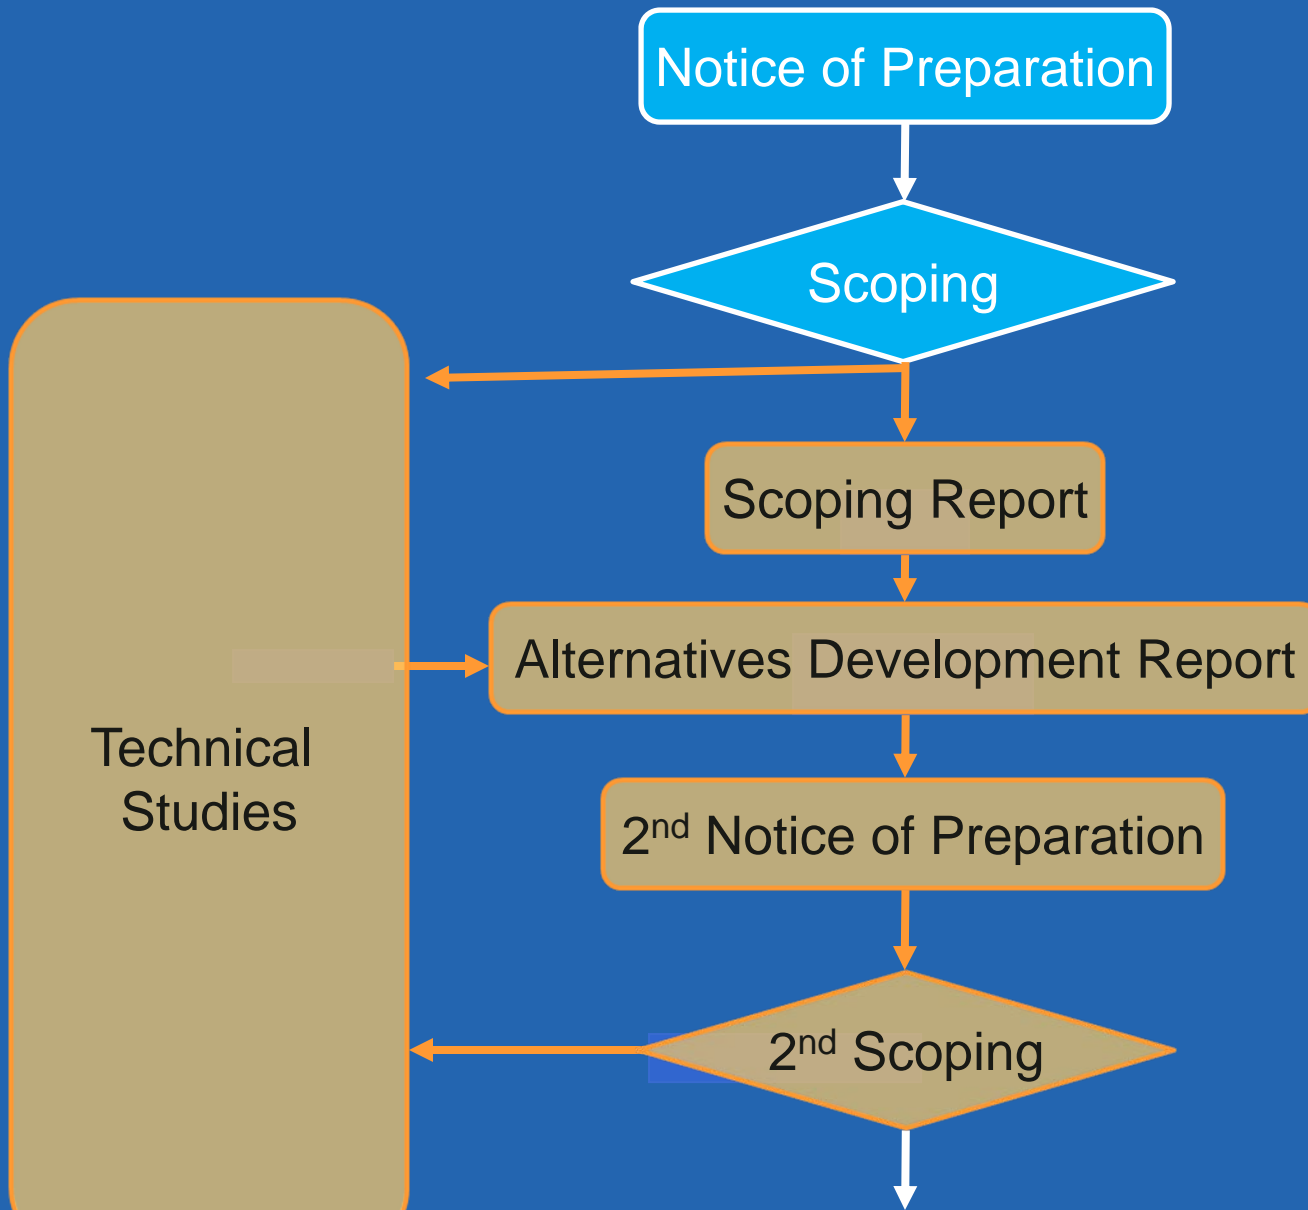 Notice of Preparation
Scoping
Scoping Report
Alternatives Development Report
Technical
Studies
2nd Notice of Preparation
2nd Scoping